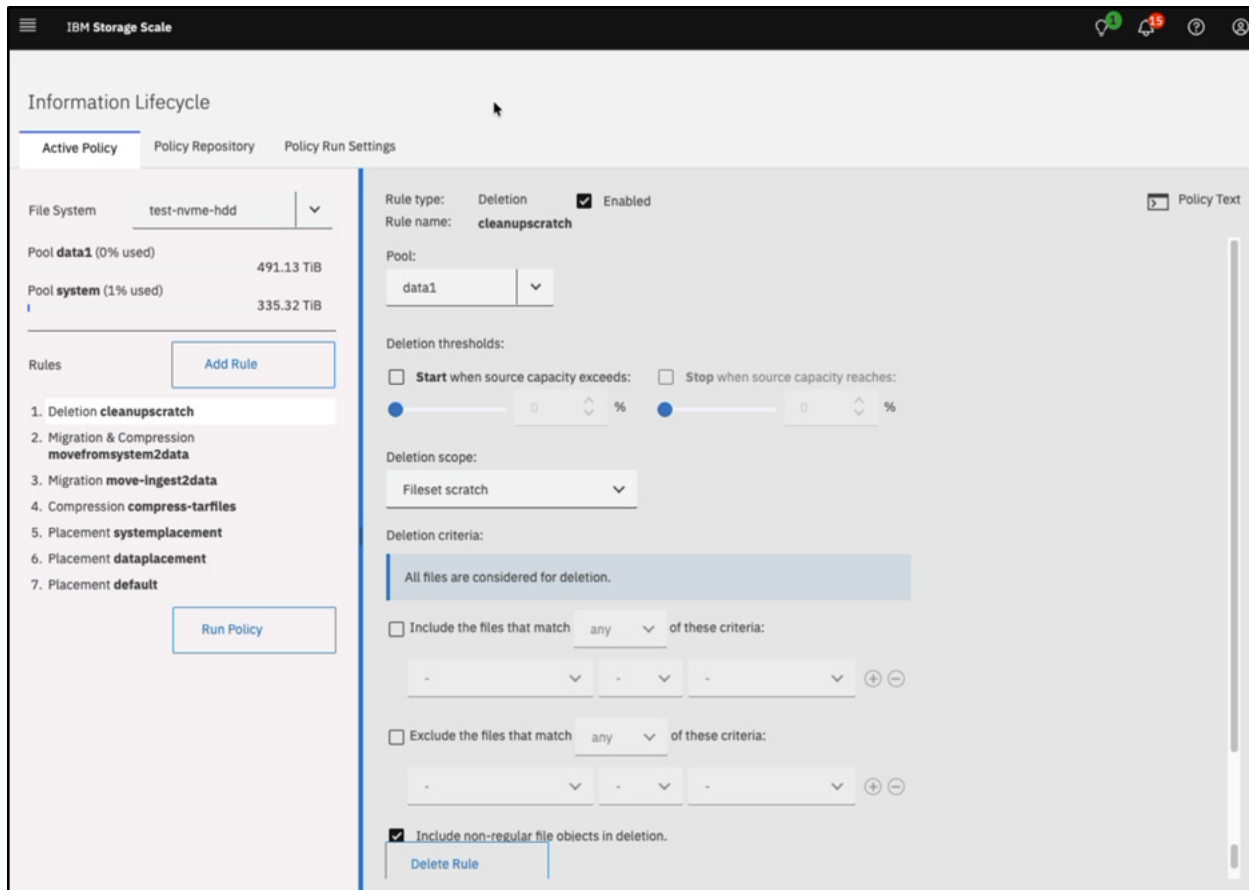 IBM Storage Scale
1
15
Information Lifecycle
Active Policy
Policy Repository
Policy Run Settings
File System
test-nvme-hdd
Pool data1 (0% used)
491.13 TiB
Pool system (1% used)
335.32 TiB
Rules
Add Rule
1. Deletion cleanupscratch
2. Migration & Compression
movefromsystem2data
3. Migration move-ingest2data
4. Compression compress-tarfiles
5. Placement systemplacement
6. Placement dataplacement
7. Placement default
Run Policy
Rule type: Deletion Enabled
Rule name: cleanupscratch
Policy Text
Pool:
data1
Deletion thresholds:
Start when source capacity exceeds: Stop when source capacity reaches:
0 % 0 %
Deletion scope:
Fileset scratch
Deletion criteria:
All files are considered for deletion.
Include the files that match any of these criteria:
- - -
Exclude the files that match any of these criteria:
- - -
Include non-regular file objects in deletion.
Delete Rule